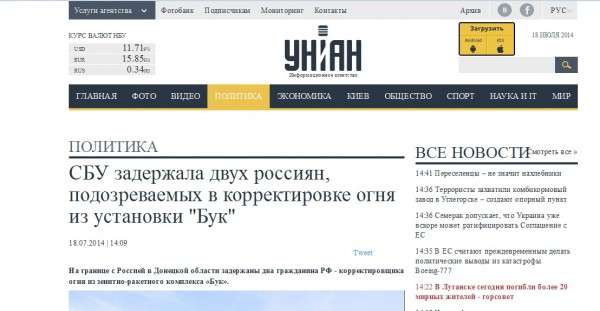 Услуги агентства Фотобанк Подписчикам Мониторинг Контакты Архив РУС
КУРС ВАЛЮТ НБУ
USD 11.71
EUR 15.85
RUS 0.34
УНІАН
Информационное агентство
Загрузить
Android iOS
18 ИЮЛЯ 2014
ГЛАВНАЯ ФОТО ВИДЕО ПОЛИТИКА ЭКОНОМИКА КИЕВ ОБЩЕСТВО СПОРТ НАУКА И IT МИР
ПОЛИТИКА
СБУ задержала двух россиян,
подозреваемых в корректировке огня
из установки "Бук"
18.07.2014 | 14:09
Tweet
На границе с Россией в Донецкой области задержаны два гражданина РФ - корректировщика
огня из зенитно-ракетного комплекса «Бук».
ВСЕ НОВОСТИ
Смотреть все »
14:41 Переселенцы – не значит нахлебники
14:36 Террористы захватили комбикормовый
завод в Углегорске – создают опорный пункт
14:36 Семерак допускает, что Украина уже
вскоре может ратифицировать Соглашение с
ЕС
14:35 В ЕС считают преждевременным делать
политические выводы из катастрофы
Boeing-777
14:22 В Луганске сегодня погибли более 20
мирных жителей - горсовет